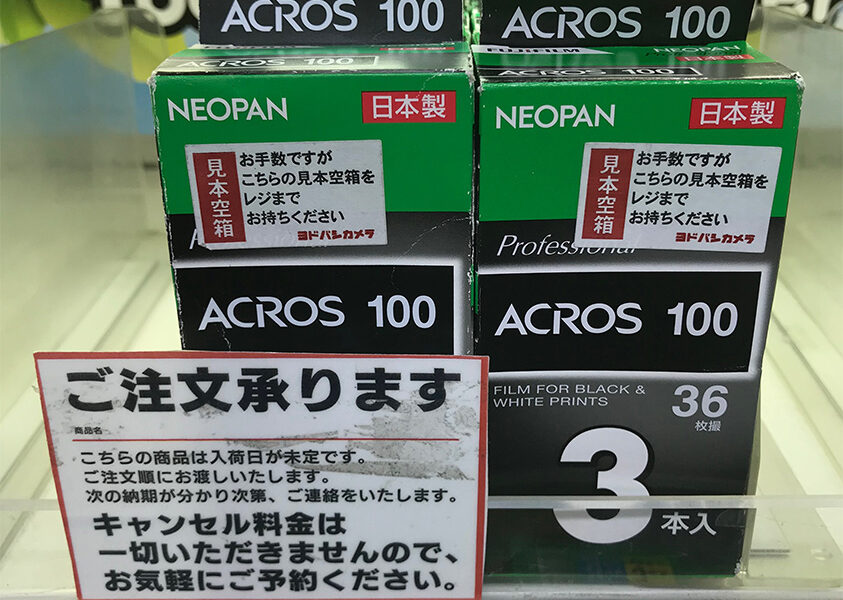 ACROS 100
ACROS 100
FUJIFILM
NEOPAN
日本製
ACROS 100
ACROS 100
NEOPAN
日本製
見本空箱
お手数ですが
こちらの見本空箱を
レジまで
お持ちください
ヨドバシカメラ
ACROS 100
NEOPAN
日本製
見本空箱
お手数ですが
こちらの見本空箱を
レジまで
お持ちください
ヨドバシカメラ
Professional
ACROS 100
FILM FOR BLACK &
WHITE PRINTS
36
枚撮
3
本入
ご注文承ります
商品名
こちらの商品は入荷日が未定です。
ご注文順にお渡しいたします。
次の納期が分かり次第、ご連絡をいたします。
キャンセル料金は
一切いただきませんので、
お気軽にご予約ください。